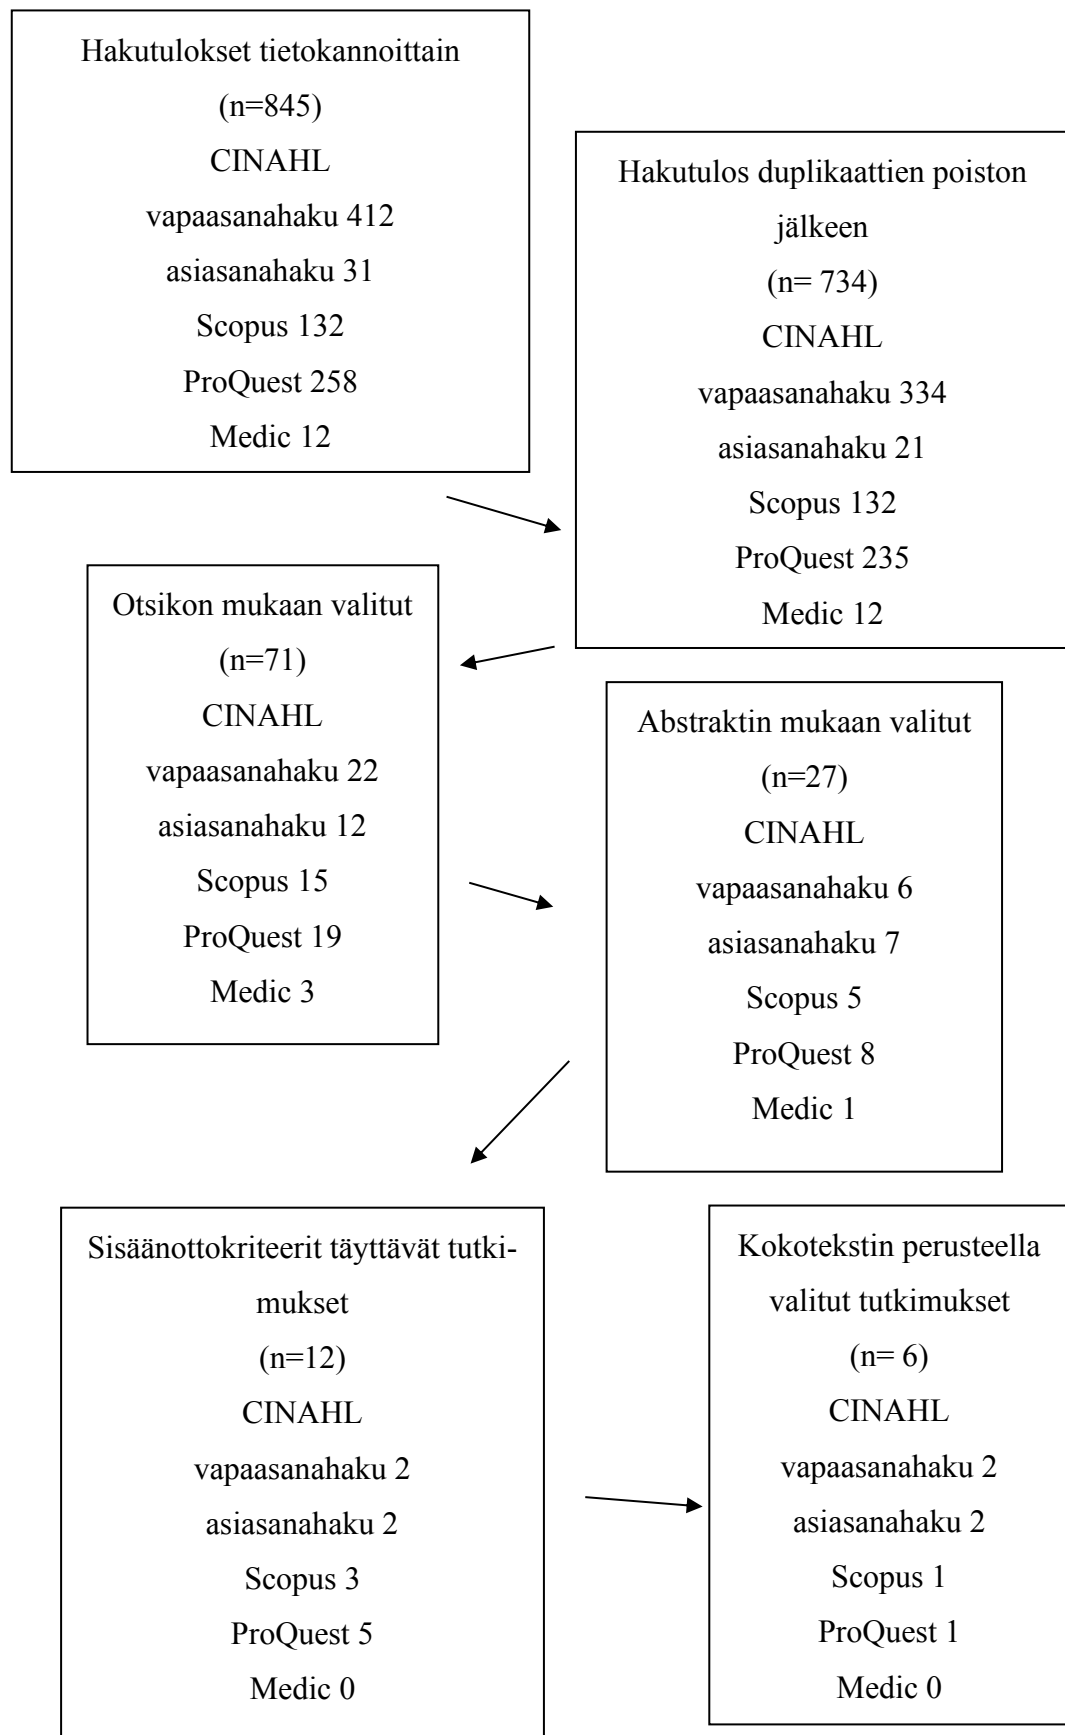 Hakutulokset tietokannoittain
(n=845)
CINAHL
vapaasanahaku 412
asiasanahaku 31
Scopus 132
ProQuest 258
Medic 12
Hakutulos duplikaattien poiston
jälkeen
(n= 734)
CINAHL
vapaasanahaku 334
asiasanahaku 21
Scopus 132
ProQuest 235
Medic 12
Otsikon mukaan valitut
(n=71)
CINAHL
vapaasanahaku 22
asiasanahaku 12
Scopus 15
ProQuest 19
Medic 3
Abstraktin mukaan valitut
(n=27)
CINAHL
vapaasanahaku 6
asiasanahaku 7
Scopus 5
ProQuest 8
Medic 1
Sisäänottokriteerit täyttävät tutki-
mukset
(n=12)
CINAHL
vapaasanahaku 2
asiasanahaku 2
Scopus 3
ProQuest 5
Medic 0
Kokotekstin perusteella
valitut tutkimukset
(n= 6)
CINAHL
vapaasanahaku 2
asiasanahaku 2
Scopus 1
ProQuest 1
Medic 0